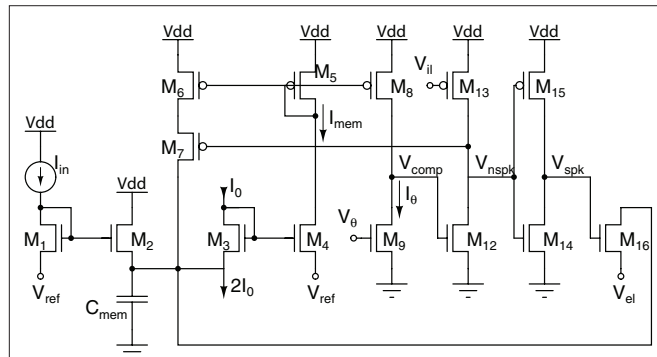 Vdd Vdd Vdd Vdd Vdd
M6 M5 M8 Vil M13 M15
Imem
Vdd M7
Iin Vdd Vcomp Vnspk Vspk
I0 Iθ
Vθ
M1 M2 M3 M4 M9 M12 M14 M16
Vref 2I0 Vref Vel
Cmem